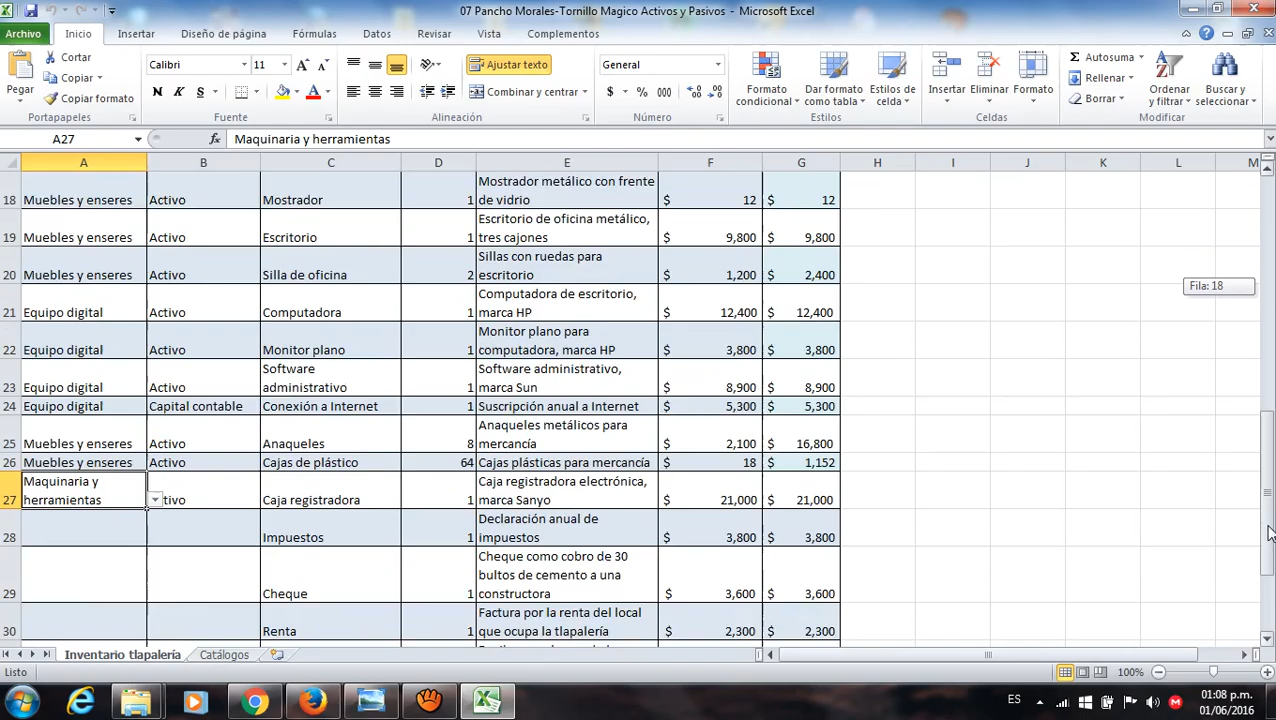 07 Pancho Morales-Tornillo Magico Activos y Pasivos - Microsoft Excel
Archivo Inicio Insertar Diseño de página Fórmulas Datos Revisar Vista Complementos
Pegar
Cortar
Copiar
Copiar formato
Portapapeles
Calibri 11
N K S
Fuente
Ajustar texto
Combinar y centrar
Alineación
General
$ % 000
Número
Formato condicional
Dar formato como tabla
Estilos de celda
Estilos
Insertar
Eliminar
Formato
Celdas
Autosuma
Rellenar
Borrar
Ordenar y filtrar
Buscar y seleccionar
Modificar
A27 fx Maquinaria y herramientas
A B C D E F G H I J K L M
Mostrador metálico con frente
18 Muebles y enseres Activo Mostrador 1 de vidrio $ 12 $ 12
Escritorio de oficina metálico,
19 Muebles y enseres Activo Escritorio 1 tres cajones $ 9,800 $ 9,800
Sillas con ruedas para
20 Muebles y enseres Activo Silla de oficina 2 escritorio $ 1,200 $ 2,400
Fila: 18
Computadora de escritorio,
21 Equipo digital Activo Computadora 1 marca HP $ 12,400 $ 12,400
Monitor plano para
22 Equipo digital Activo Monitor plano 1 computadora, marca HP $ 3,800 $ 3,800
Software Software administrativo,
23 Equipo digital Activo administrativo 1 marca Sun $ 8,900 $ 8,900
24 Equipo digital Capital contable Conexión a Internet 1 Suscripción anual a Internet $ 5,300 $ 5,300
Anaqueles metálicos para
25 Muebles y enseres Activo Anaqueles 8 mercancía $ 2,100 $ 16,800
26 Muebles y enseres Activo Cajas de plástico 64 Cajas plásticas para mercancía $ 18 $ 1,152
Maquinaria y Caja registradora electrónica,
27 herramientas tivo Caja registradora 1 marca Sanyo $ 21,000 $ 21,000
Declaración anual de
28 Impuestos 1 impuestos $ 3,800 $ 3,800
Cheque como cobro de 30
bultos de cemento a una
29 Cheque 1 constructora $ 3,600 $ 3,600
Factura por la renta del local
30 Renta 1 que ocupa la tlapalería $ 2,300 $ 2,300
Inventario tlapalería Catálogos
Listo 100%
ES 01:08 p.m.
01/06/2016